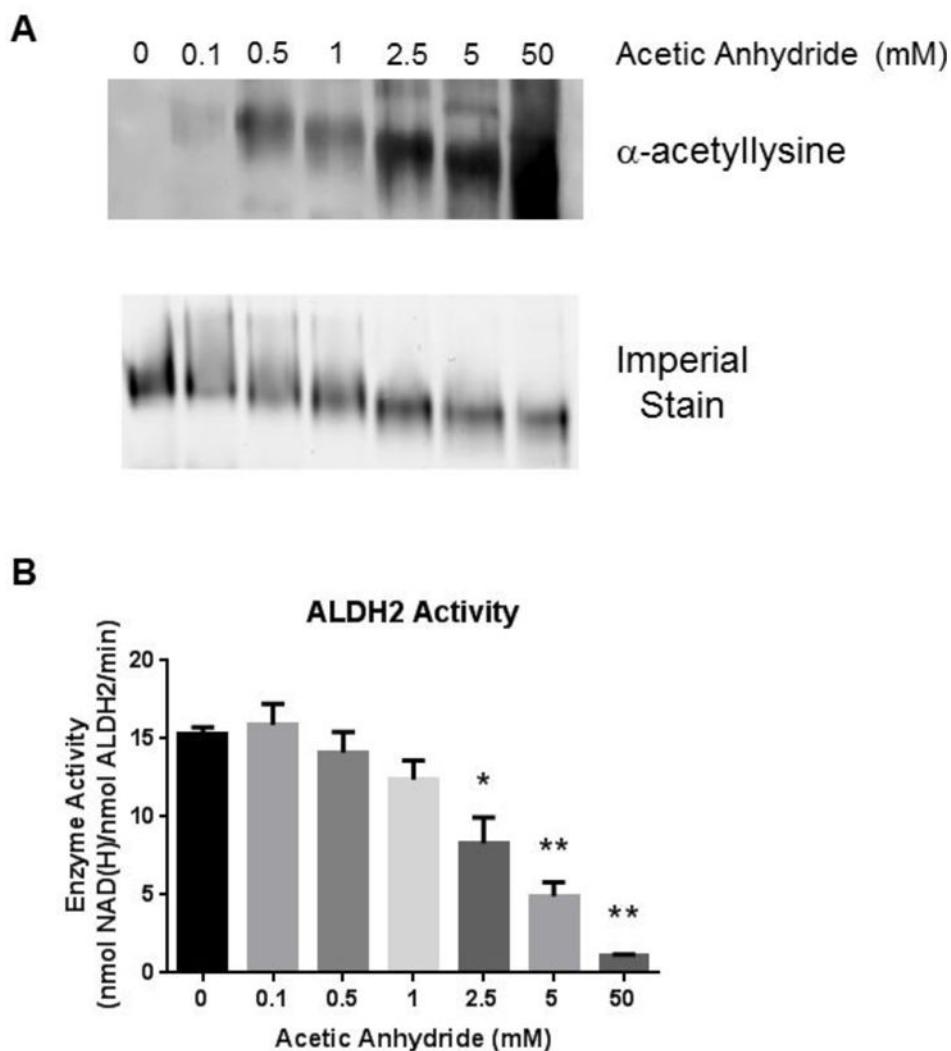 A
0 0.1 0.5 1 2.5 5 50 Acetic Anhydride (mM)
α-acetyllysine
Imperial
Stain
B
ALDH2 Activity
Enzyme Activity
(nmol NAD(H)/nmol ALDH2/min)
20
15
10
5
0
*
**
**
0 0.1 0.5 1 2.5 5 50
Acetic Anhydride (mM)